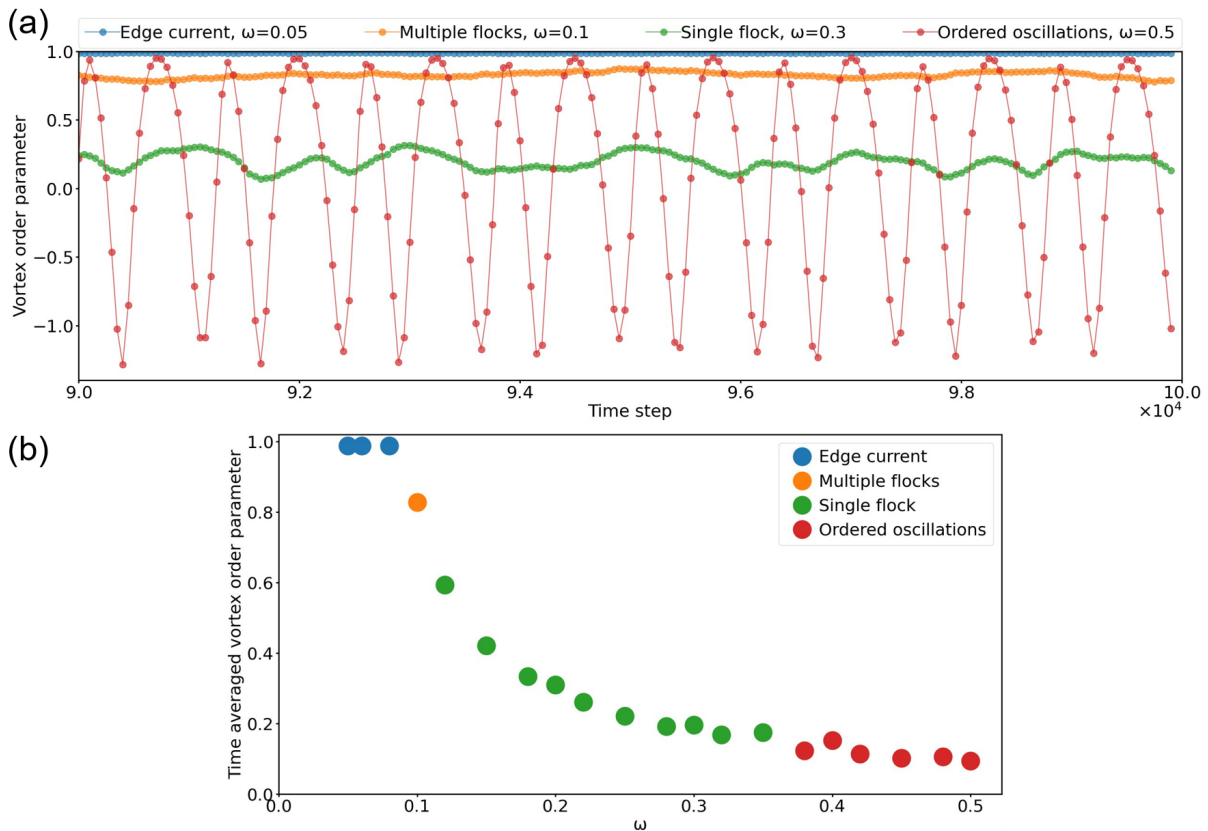 (a)
Edge current, ω=0.05 Multiple flocks, ω=0.1 Single flock, ω=0.3 Ordered oscillations, ω=0.5
1.0
0.5
0.0
−0.5
−1.0
Vortex order parameter
9.0 9.2 9.4 9.6 9.8 10.0
Time step
×10⁴
(b)
1.0
0.8
0.6
0.4
0.2
0.0
Time averaged vortex order parameter
Edge current
Multiple flocks
Single flock
Ordered oscillations
0.0 0.1 0.2 0.3 0.4 0.5
ω